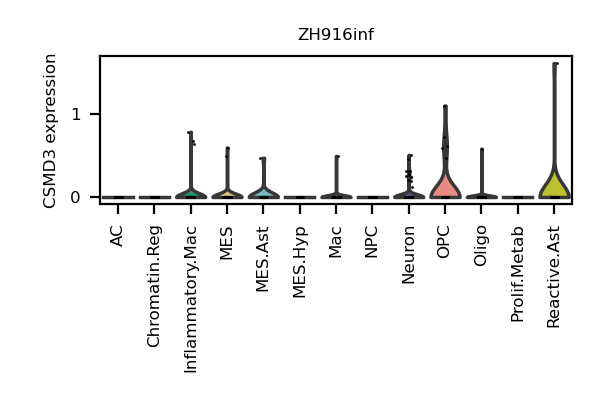 ZH916inf
CSMD3 expression
1
0
AC
Chromatin.Reg
Inflammatory.Mac
MES
MES.Ast
MES.Hyp
Mac
NPC
Neuron
OPC
Oligo
Prolif.Metab
Reactive.Ast